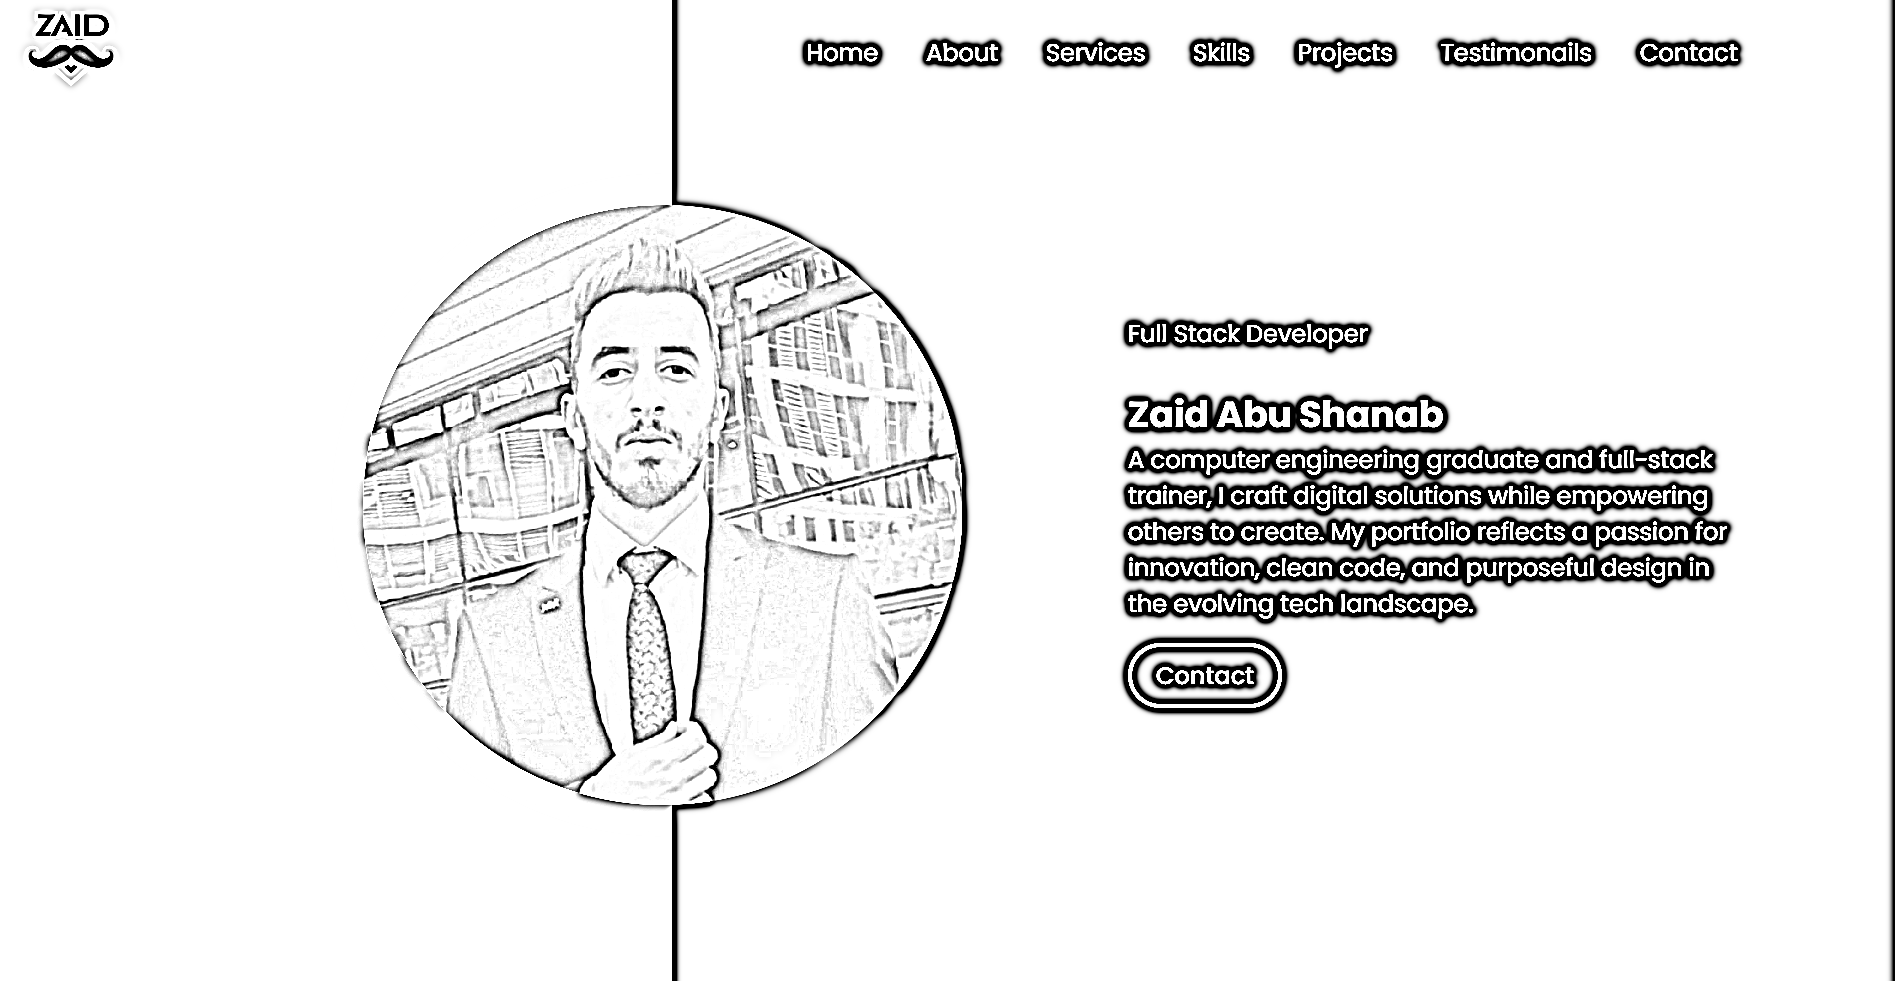 ZAID
Home About Services Skills Projects Testimonails Contact
Full Stack Developer
Zaid Abu Shanab
A computer engineering graduate and full-stack
trainer, I craft digital solutions while empowering
others to create. My portfolio reflects a passion for
innovation, clean code, and purposeful design in
the evolving tech landscape.
Contact